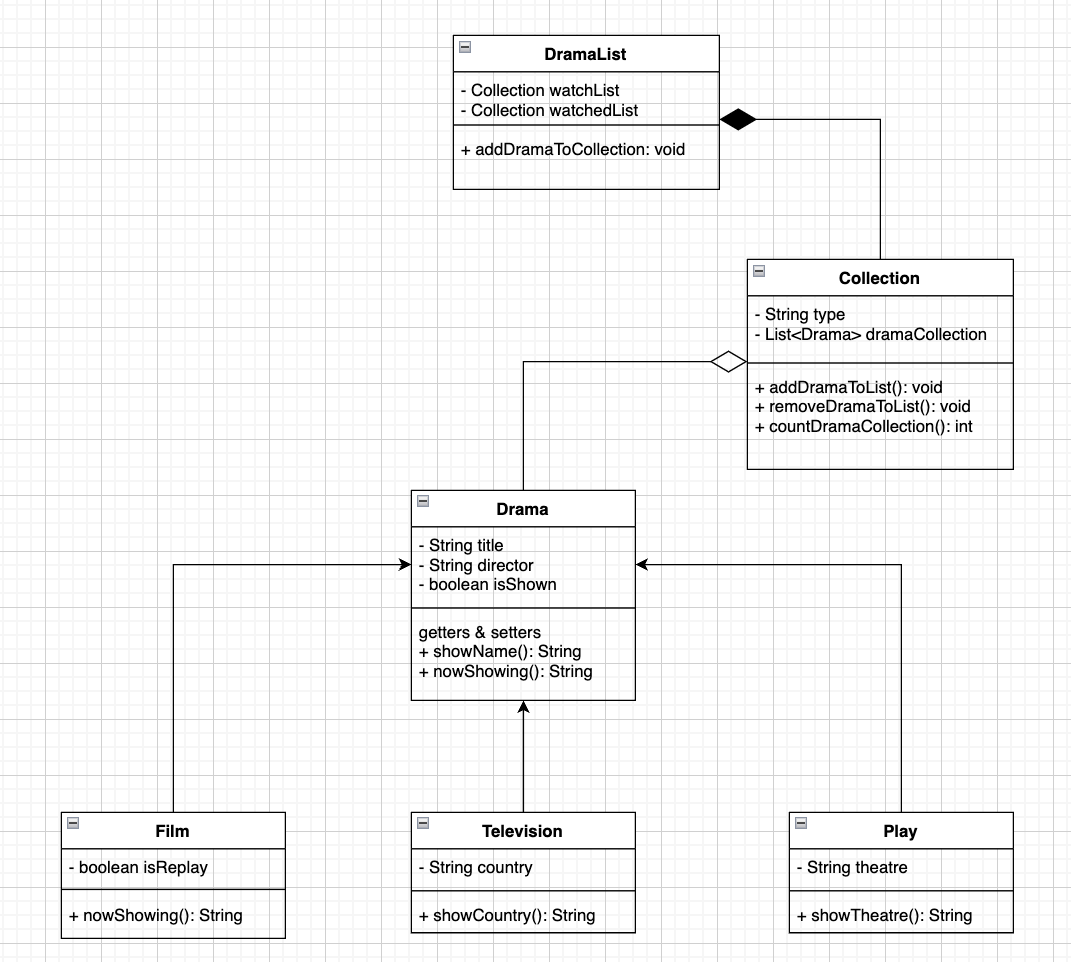 DramaList
- Collection watchList
- Collection watchedList
+ addDramaToCollection: void
Collection
- String type
- List<Drama> dramaCollection
+ addDramaToList(): void
+ removeDramaToList(): void
+ countDramaCollection(): int
Drama
- String title
- String director
- boolean isShown
getters & setters
+ showName(): String
+ nowShowing(): String
Film
- boolean isReplay
+ nowShowing(): String
Television
- String country
+ showCountry(): String
Play
- String theatre
+ showTheatre(): String